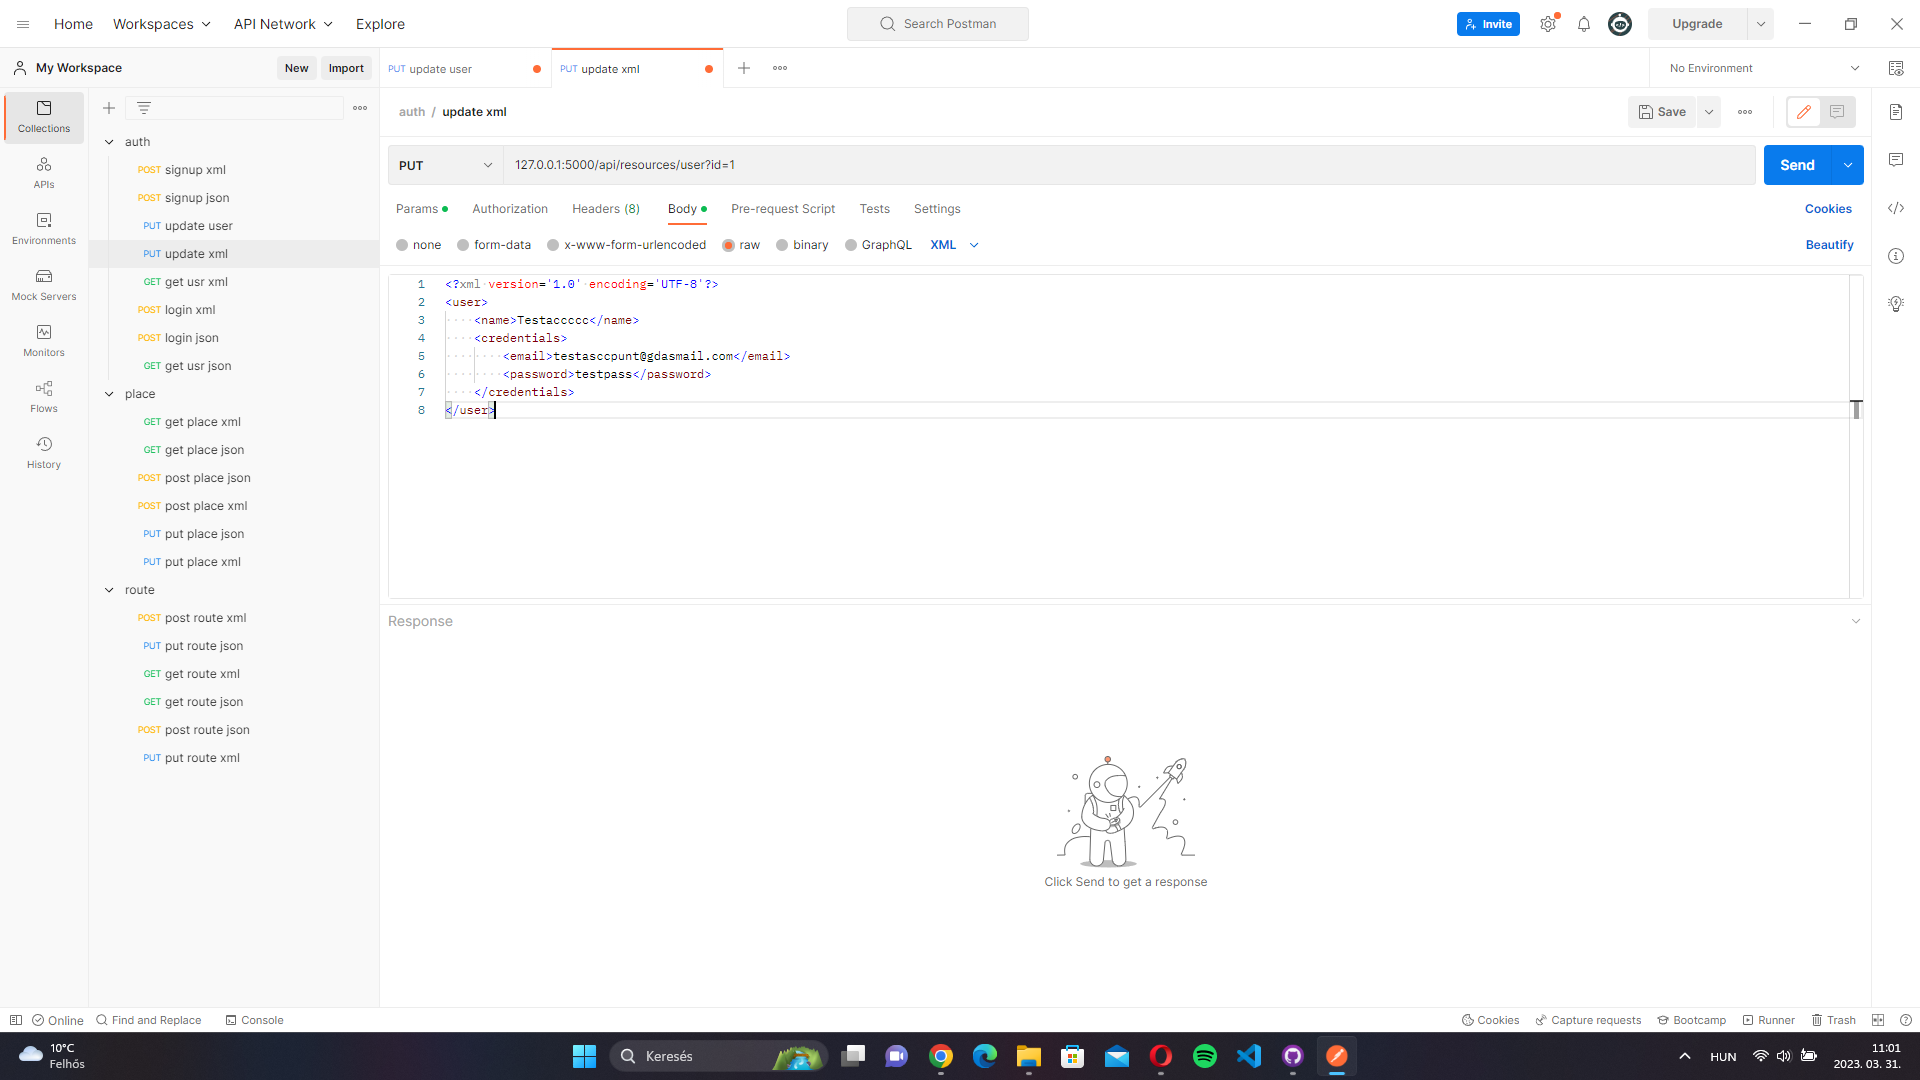 Home
Workspaces
API Network
Explore
Search Postman
Invite
Upgrade
My Workspace
New
Import
PUT update user
PUT update xml
No Environment
Collections
APIs
Environments
Mock Servers
Monitors
Flows
History
auth
POST signup xml
POST signup json
PUT update user
PUT update xml
GET get usr xml
POST login xml
POST login json
GET get usr json
place
GET get place xml
GET get place json
POST post place json
POST post place xml
PUT put place json
PUT put place xml
route
POST post route xml
PUT put route json
GET get route xml
GET get route json
POST post route json
PUT put route xml
auth / update xml
Save
PUT
127.0.0.1:5000/api/resources/user?id=1
Send
Params
Authorization
Headers (8)
Body
Pre-request Script
Tests
Settings
Cookies
none
form-data
x-www-form-urlencoded
raw
binary
GraphQL
XML
Beautify
1 <?xml version='1.0' encoding='UTF-8'?>
2 <user>
3 <name>Testaccccc</name>
4 <credentials>
5 <email>testasccpunt@gdasmail.com</email>
6 <password>testpass</password>
7 </credentials>
8 </user>
Response
Click Send to get a response
Online
Find and Replace
Console
Cookies
Capture requests
Bootcamp
Runner
Trash
10°C
Felhős
Keresés
HUN
11:01
2023. 03. 31.